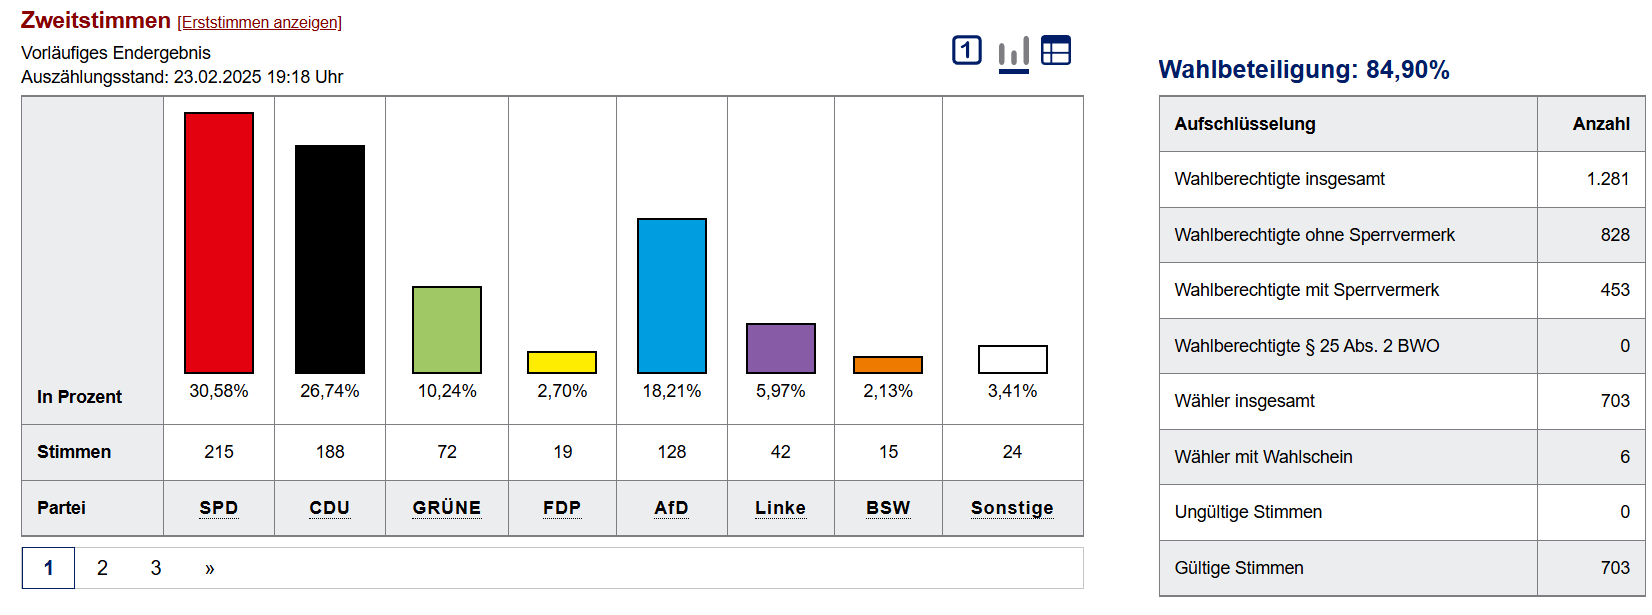 Zweitstimmen [Erststimmen anzeigen]
Vorläufiges Endergebnis
Auszählungsstand: 23.02.2025 19:18 Uhr
1
In Prozent 30,58% 26,74% 10,24% 2,70% 18,21% 5,97% 2,13% 3,41%
Stimmen 215 188 72 19 128 42 15 24
Partei SPD CDU GRÜNE FDP AfD Linke BSW Sonstige
1 2 3 »
Wahlbeteiligung: 84,90%
Aufschlüsselung Anzahl
Wahlberechtigte insgesamt 1.281
Wahlberechtigte ohne Sperrvermerk 828
Wahlberechtigte mit Sperrvermerk 453
Wahlberechtigte § 25 Abs. 2 BWO 0
Wähler insgesamt 703
Wähler mit Wahlschein 6
Ungültige Stimmen 0
Gültige Stimmen 703